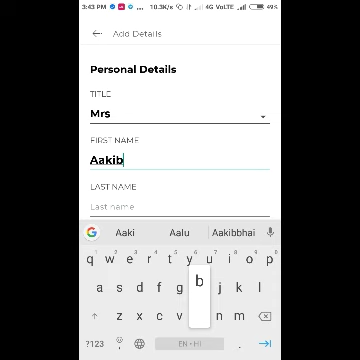 3:43 PM ... 10.3K/s 4G VoLTE 49%
Add Details
Personal Details
TITLE
Mrs
FIRST NAME
Aakib
LAST NAME
Last name
Aaki Aalu Aakibbhai
q w e r t y u i o p
a s d f g b j k l
z x c v n m
?123 , EN • HI .